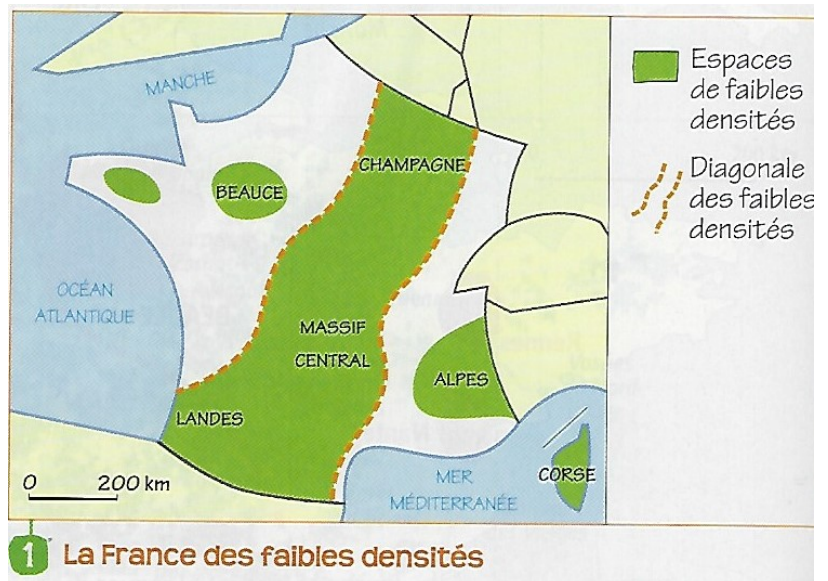 MANCHE
CHAMPAGNE
BEAUCE
OCÉAN
ATLANTIQUE
MASSIF
CENTRAL
ALPES
LANDES
MER
MÉDITERRANÉE
CORSE
0 200 km
Espaces
de faibles
densités
Diagonale
des faibles
densités
1 La France des faibles densités